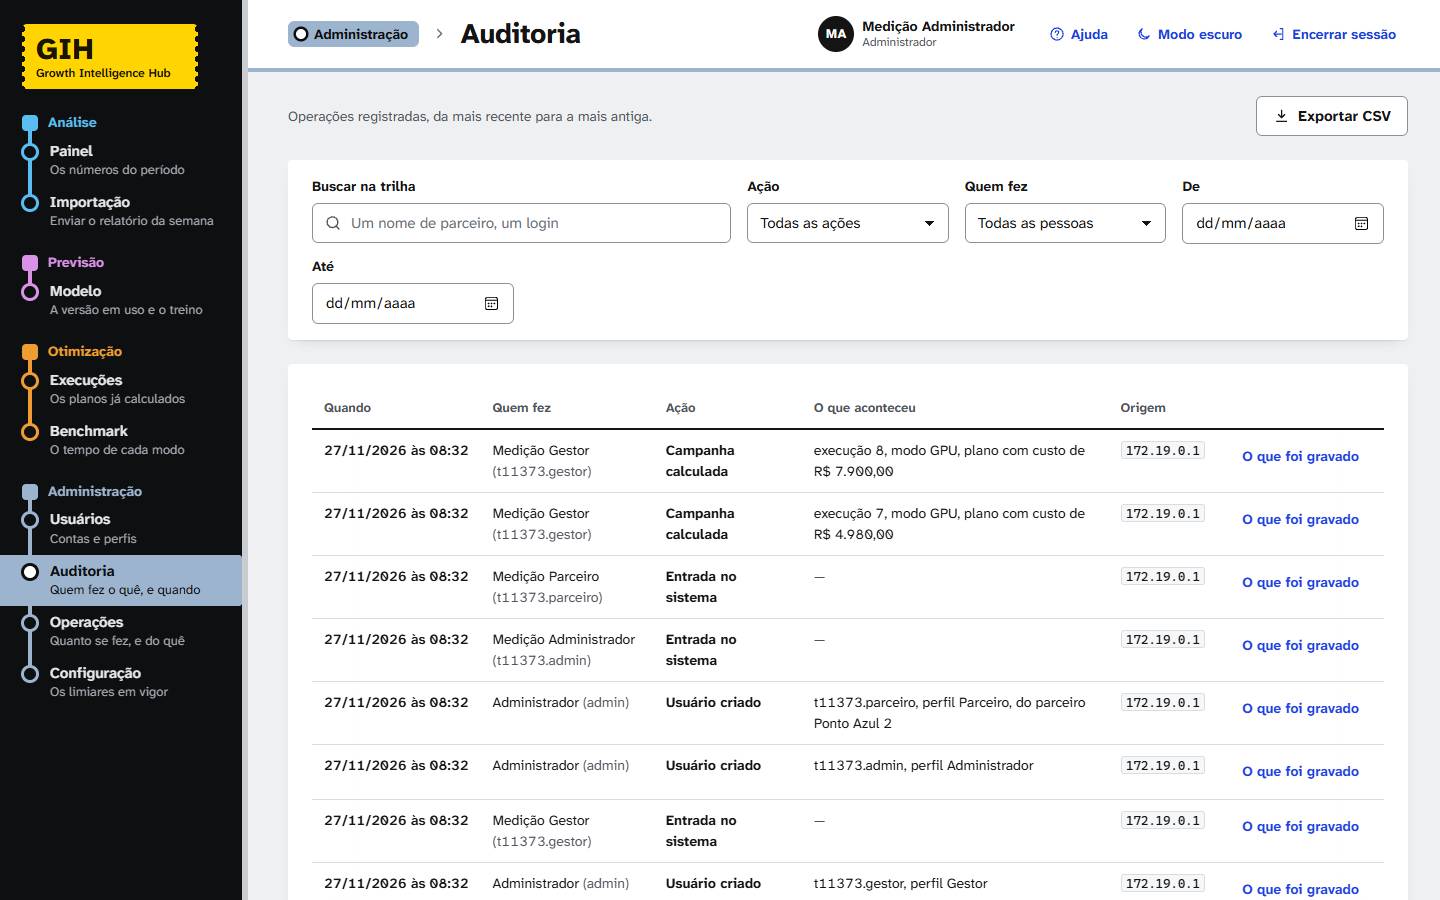 GIH
Growth Intelligence Hub
Análise
Painel
Os números do período
Importação
Enviar o relatório da semana
Previsão
Modelo
A versão em uso e o treino
Otimização
Execuções
Os planos já calculados
Benchmark
O tempo de cada modo
Administração
Usuários
Contas e perfis
Auditoria
Quem fez o quê, e quando
Operações
Quanto se fez, e do quê
Configuração
Os limiares em vigor
Administração
Auditoria
MA
Medição Administrador
Administrador
Ajuda
Modo escuro
Encerrar sessão
Operações registradas, da mais recente para a mais antiga.
Exportar CSV
Buscar na trilha
Um nome de parceiro, um login
Ação
Todas as ações
Quem fez
Todas as pessoas
De
dd/mm/aaaa
Até
dd/mm/aaaa
Quando Quem fez Ação O que aconteceu Origem
27/11/2026 às 08:32 Medição Gestor Campanha execução 8, modo GPU, plano com custo de 172.19.0.1 O que foi gravado
(t11373.gestor) calculada R$ 7.900,00
27/11/2026 às 08:32 Medição Gestor Campanha execução 7, modo GPU, plano com custo de 172.19.0.1 O que foi gravado
(t11373.gestor) calculada R$ 4.980,00
27/11/2026 às 08:32 Medição Parceiro Entrada no — 172.19.0.1 O que foi gravado
(t11373.parceiro) sistema
27/11/2026 às 08:32 Medição Administrador Entrada no — 172.19.0.1 O que foi gravado
(t11373.admin) sistema
27/11/2026 às 08:32 Administrador (admin) Usuário criado t11373.parceiro, perfil Parceiro, do parceiro 172.19.0.1 O que foi gravado
Ponto Azul 2
27/11/2026 às 08:32 Administrador (admin) Usuário criado t11373.admin, perfil Administrador 172.19.0.1 O que foi gravado
27/11/2026 às 08:32 Medição Gestor Entrada no — 172.19.0.1 O que foi gravado
(t11373.gestor) sistema
27/11/2026 às 08:32 Administrador (admin) Usuário criado t11373.gestor, perfil Gestor 172.19.0.1 O que foi gravado